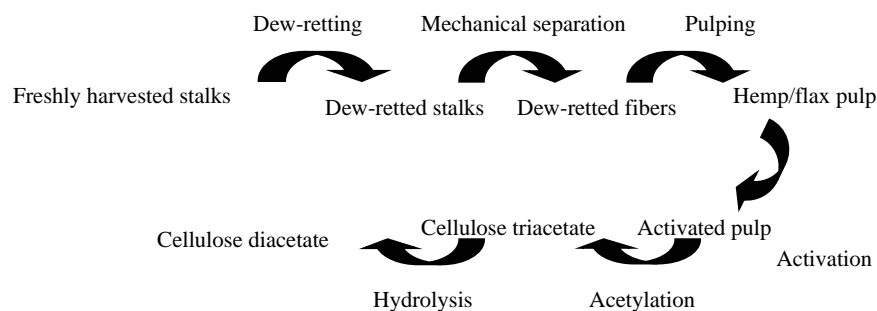 Dew-retting Mechanical separation Pulping
Freshly harvested stalks Dew-retted stalks Dew-retted fibers Hemp/flax pulp
Cellulose diacetate Cellulose triacetate Activated pulp Activation
Hydrolysis Acetylation